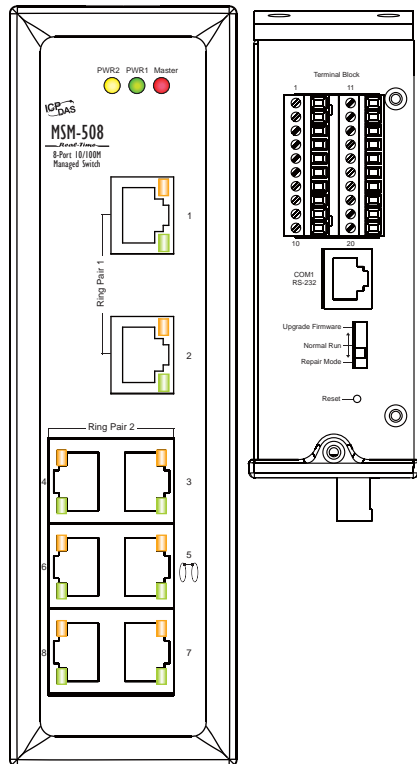 PWR2 PWR1 Master
ICP DAS
MSM-508
Real-Time
8-Port 10/100M
Managed Switch
1
Ring Pair 1
2
Ring Pair 2
4 3
6 5
8 7
Terminal Block
1 11
10 20
COM1
RS-232
Upgrade Firmware
Normal Run
Repair Mode
Reset